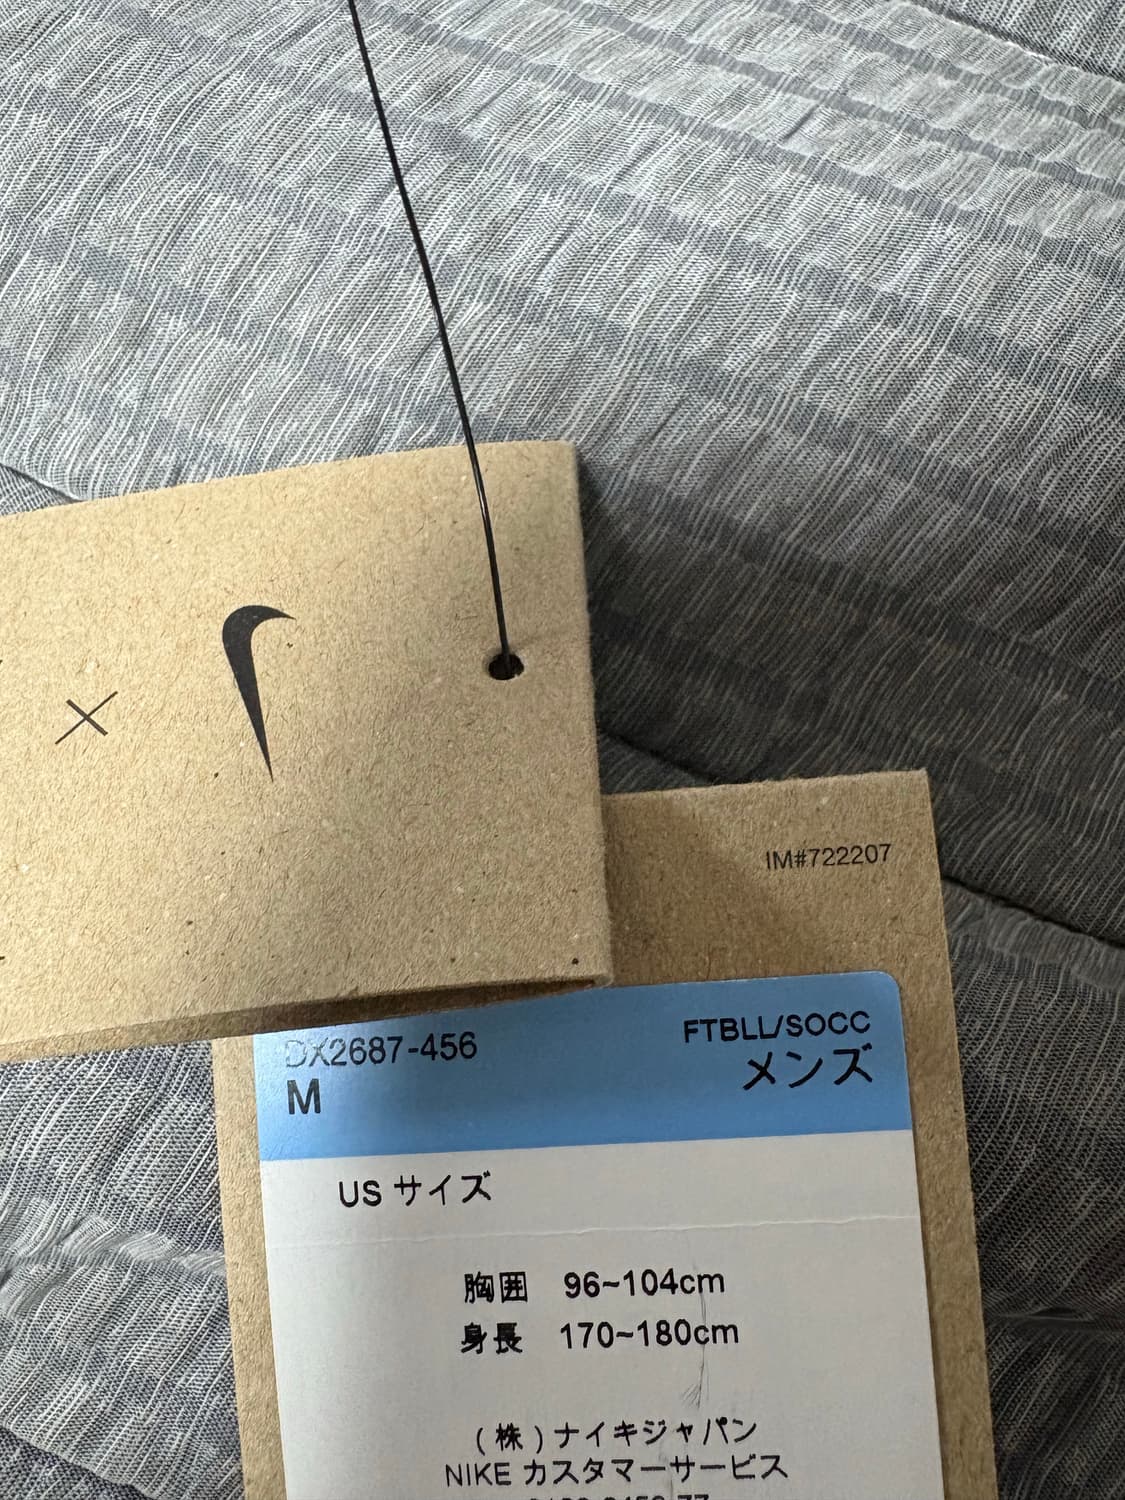 ×
IM#722207
DX2687-456
FTBLL/SOCC
M
メンズ
US サイズ
胸囲 96~104cm
身長 170~180cm
(株)ナイキジャパン
NIKE カスタマーサービス